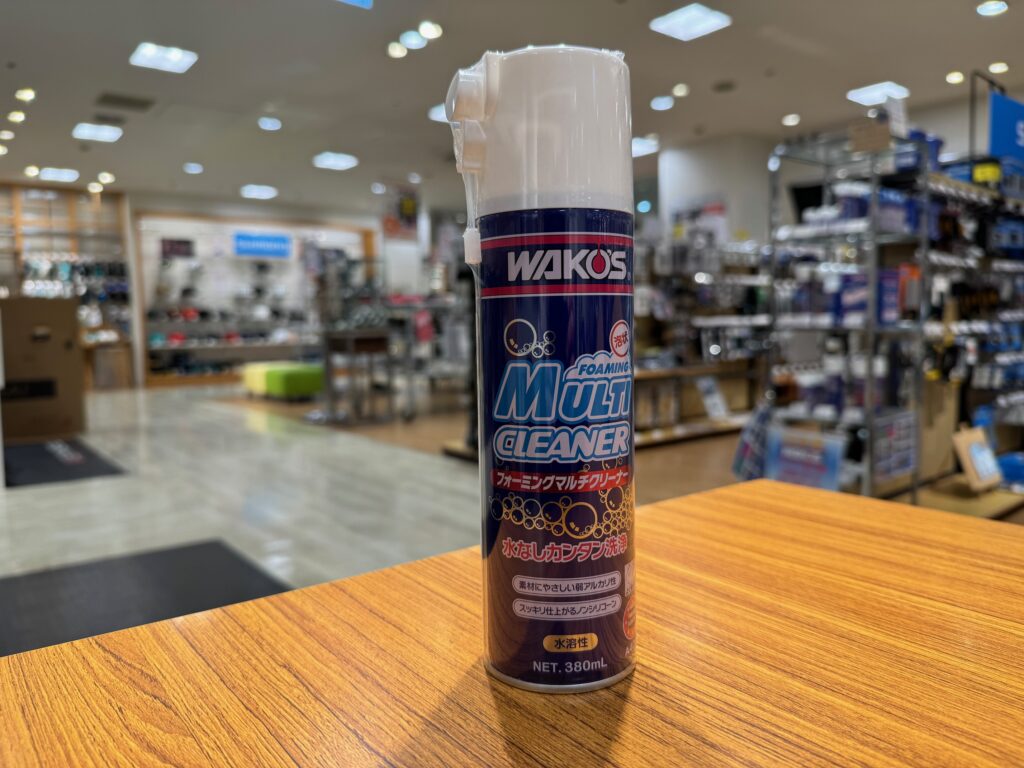 WAKO'S
泡状
FOAMING
MULTI
CLEANER
フォーミングマルチクリーナー
水なしカンタン洗浄
素材にやさしい弱アルカリ性
スッキリ仕上がるノンシリコーン
水溶性
NET. 380mL